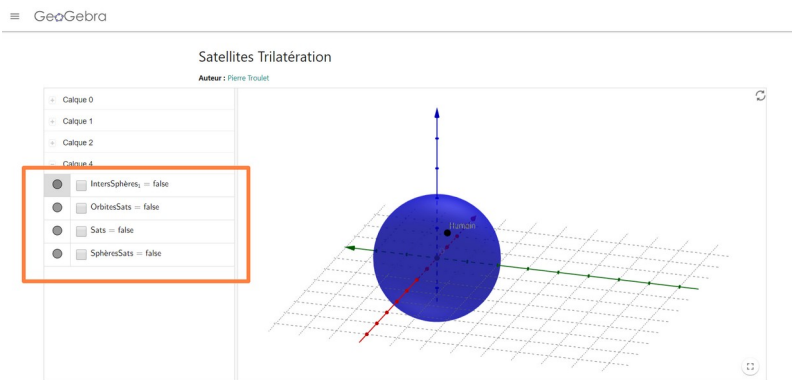 GeoGebra
Satellites Trilatération
Auteur : Pierre Troulet
Calque 0
Calque 1
Calque 2
Calque 4
IntersSphères₁ = false
OrbitesSats = false
Sats = false
SphèresSats = false
Humain